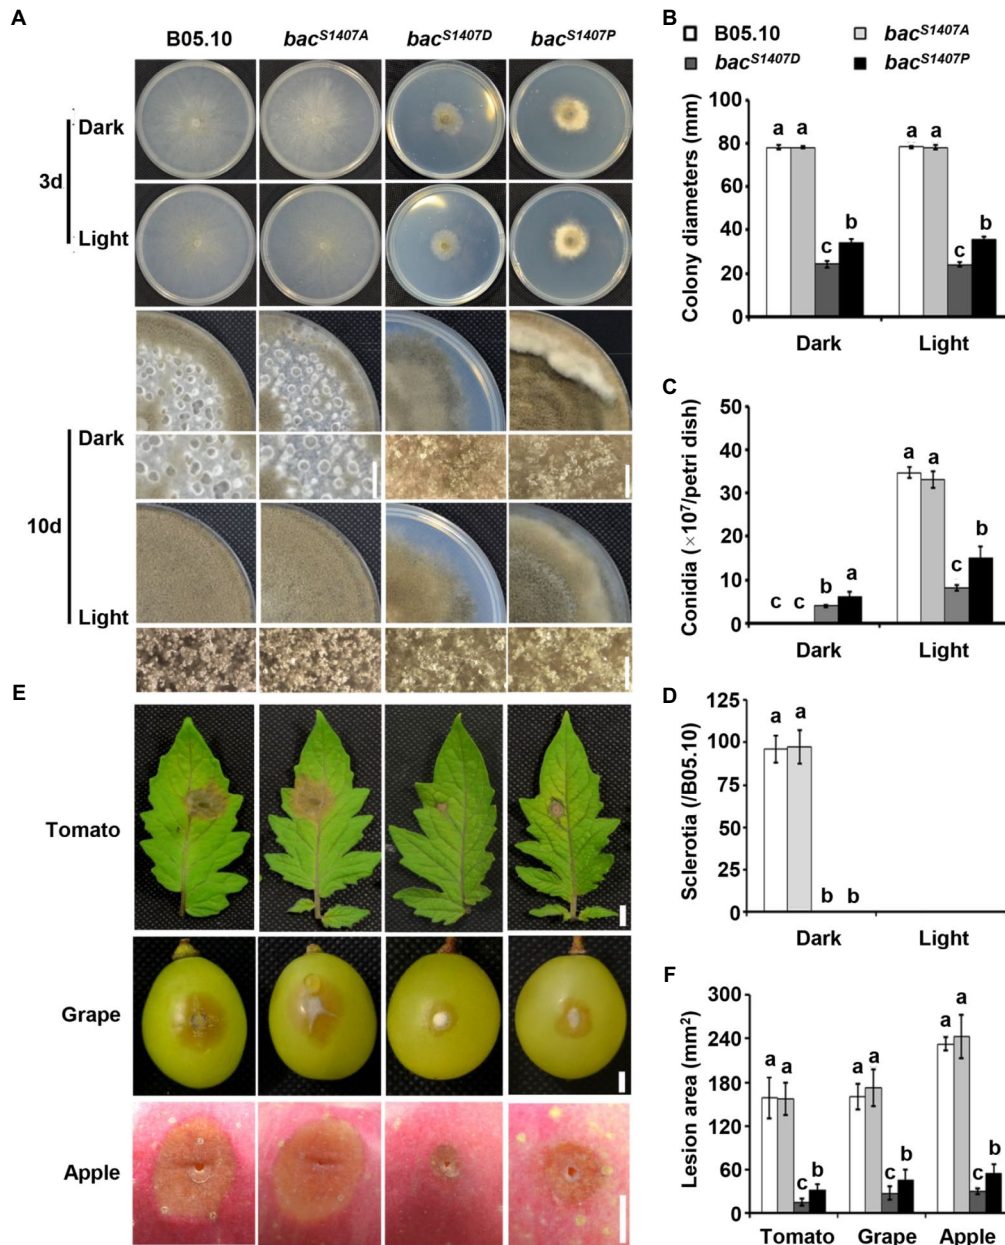 A
B05.10 bacS1407A bacS1407D bacS1407P
3d
Dark
Light
10d
Dark
Light
E
Tomato
Grape
Apple
B
B05.10 bacS1407A
bacS1407D bacS1407P
Colony diameters (mm)
100
80
60
40
20
0
a a c b a a c b
Dark Light
C
Conidia (×10⁷/petri dish)
50
40
30
20
10
0
c c b a a a c b
Dark Light
D
Sclerotia (/B05.10)
125
100
75
50
25
0
a a b b
Dark Light
F
Lesion area (mm²)
300
240
180
120
60
0
a a c b a a c b a a c b
Tomato Grape Apple